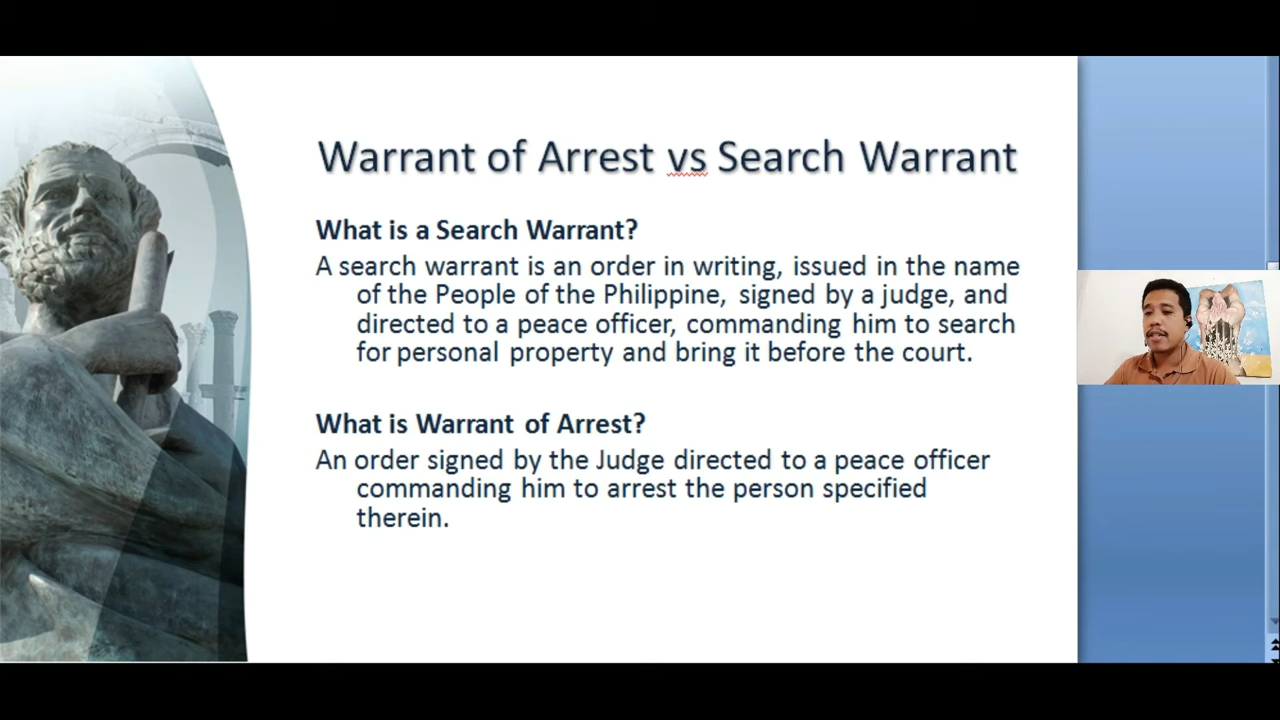 Warrant of Arrest vs Search Warrant
What is a Search Warrant?
A search warrant is an order in writing, issued in the name
of the People of the Philippine, signed by a judge, and
directed to a peace officer, commanding him to search
for personal property and bring it before the court.
What is Warrant of Arrest?
An order signed by the Judge directed to a peace officer
commanding him to arrest the person specified
therein.